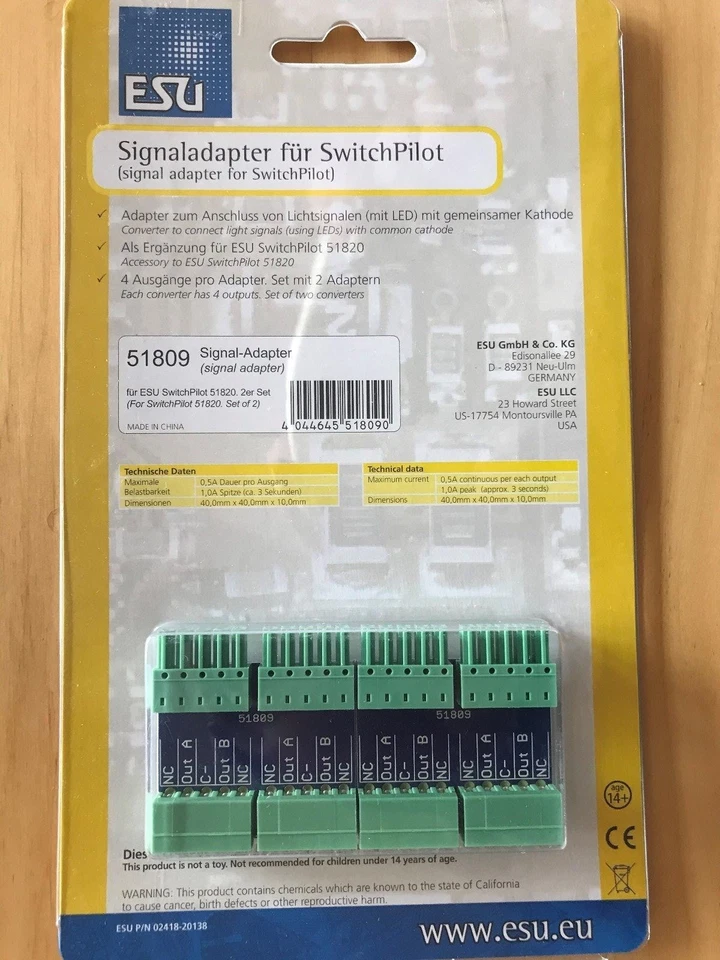 ESU
Signaladapter für SwitchPilot
(signal adapter for SwitchPilot)
✓ Adapter zum Anschluss von Lichtsignalen (mit LED) mit gemeinsamer Kathode
Converter to connect light signals (using LEDs) with common cathode
✓ Als Ergänzung für ESU SwitchPilot 51820
Accessory to ESU SwitchPilot 51820
✓ 4 Ausgänge pro Adapter. Set mit 2 Adaptern
Each converter has 4 outputs. Set of two converters
51809 Signal-Adapter
(signal adapter)
für ESU SwitchPilot 51820. 2er Set
(For SwitchPilot 51820. Set of 2)
MADE IN CHINA
4 044645 518090
ESU GmbH & Co. KG
Edisonallee 29
D - 89231 Neu-Ulm
GERMANY
ESU LLC
23 Howard Street
US-17754 Montoursville PA
USA
Technische Daten
Maximale 0,5A Dauer pro Ausgang
Belastbarkeit 1,0A Spitze (ca. 3 Sekunden)
Dimensionen 40,0mm x 40,0mm x 10,0mm
Technical data
Maximum current 0,5A continuous per each output
1,0A peak (approx. 3 seconds)
Dimensions 40,0mm x 40,0mm x 10,0mm
51809 51809
NC Out A C- Out B NC NC Out A C- Out B NC NC Out A C- Out B NC NC Out A C- Out B NC
age
14+
CE
Dies
This product is not a toy. Not recommended for children under 14 years of age.
WARNING: This product contains chemicals which are known to the state of California
to cause cancer, birth defects or other reproductive harm.
ESU P/N 02418-20138
www.esu.eu